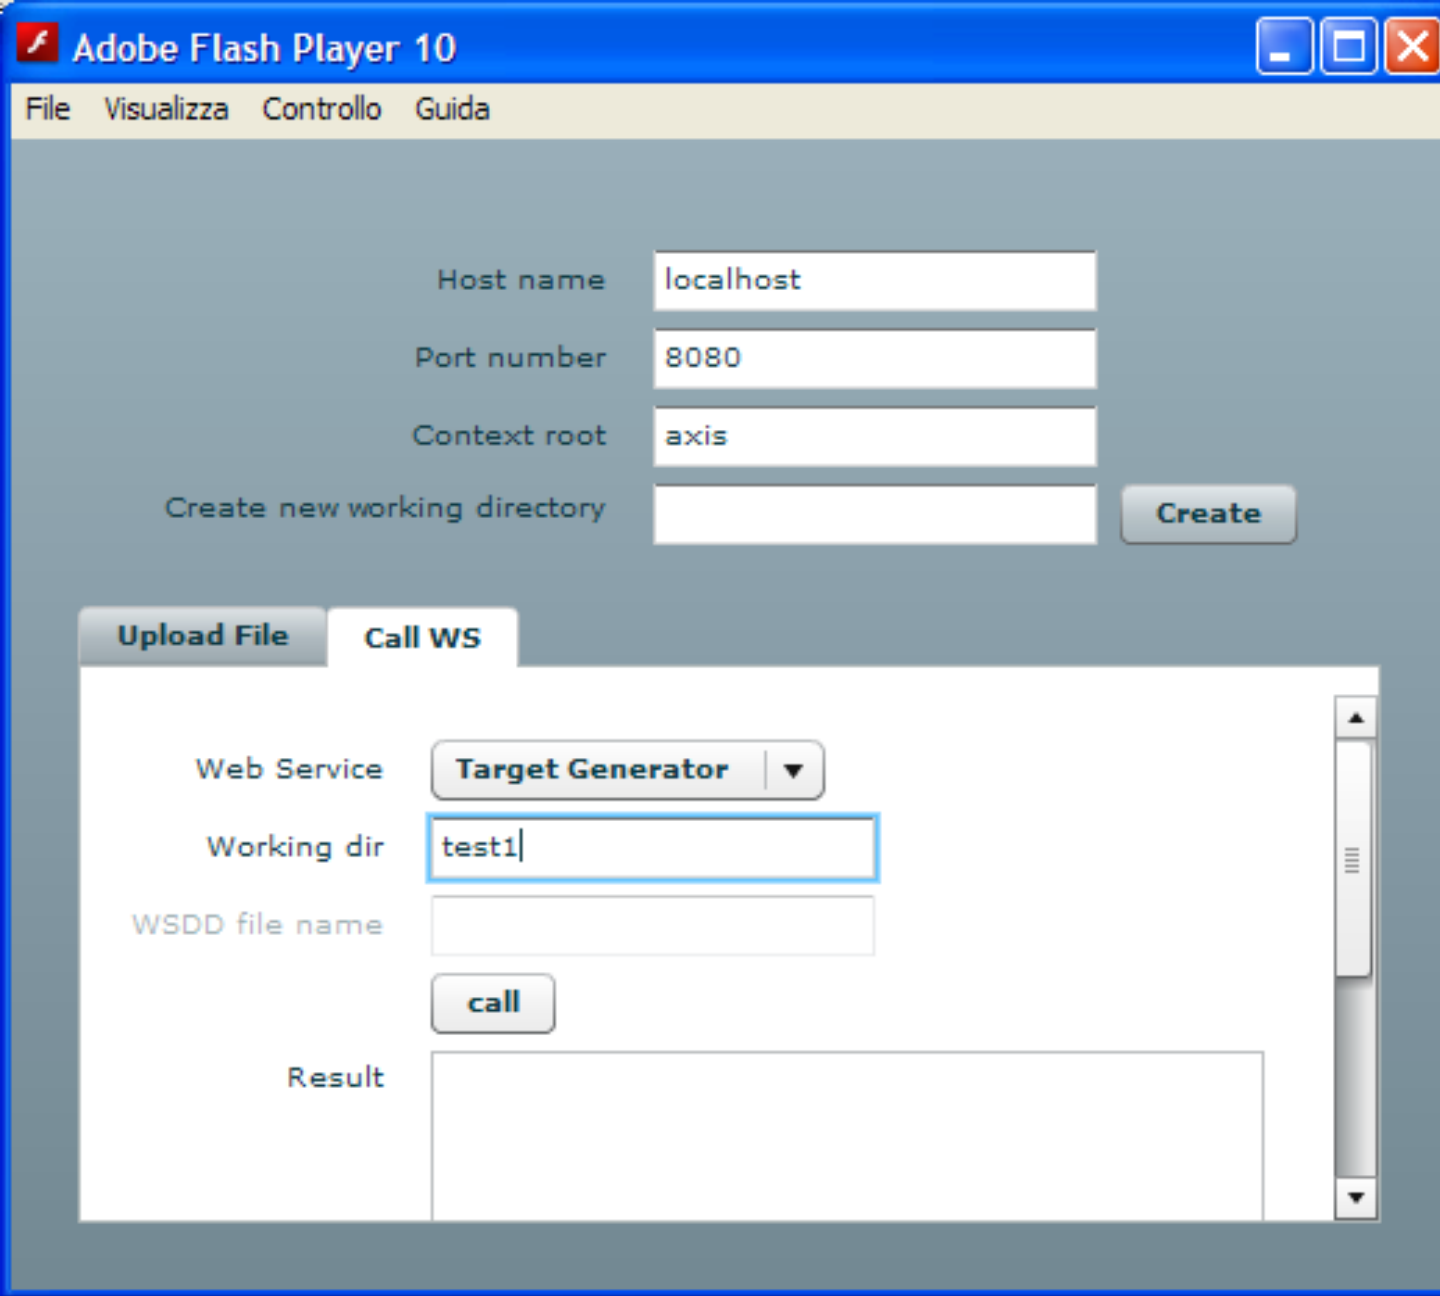 Adobe Flash Player 10
File Visualizza Controllo Guida
Host name localhost
Port number 8080
Context root axis
Create new working directory Create
Upload File Call WS
Web Service Target Generator
Working dir test1
WSDD file name
call
Result